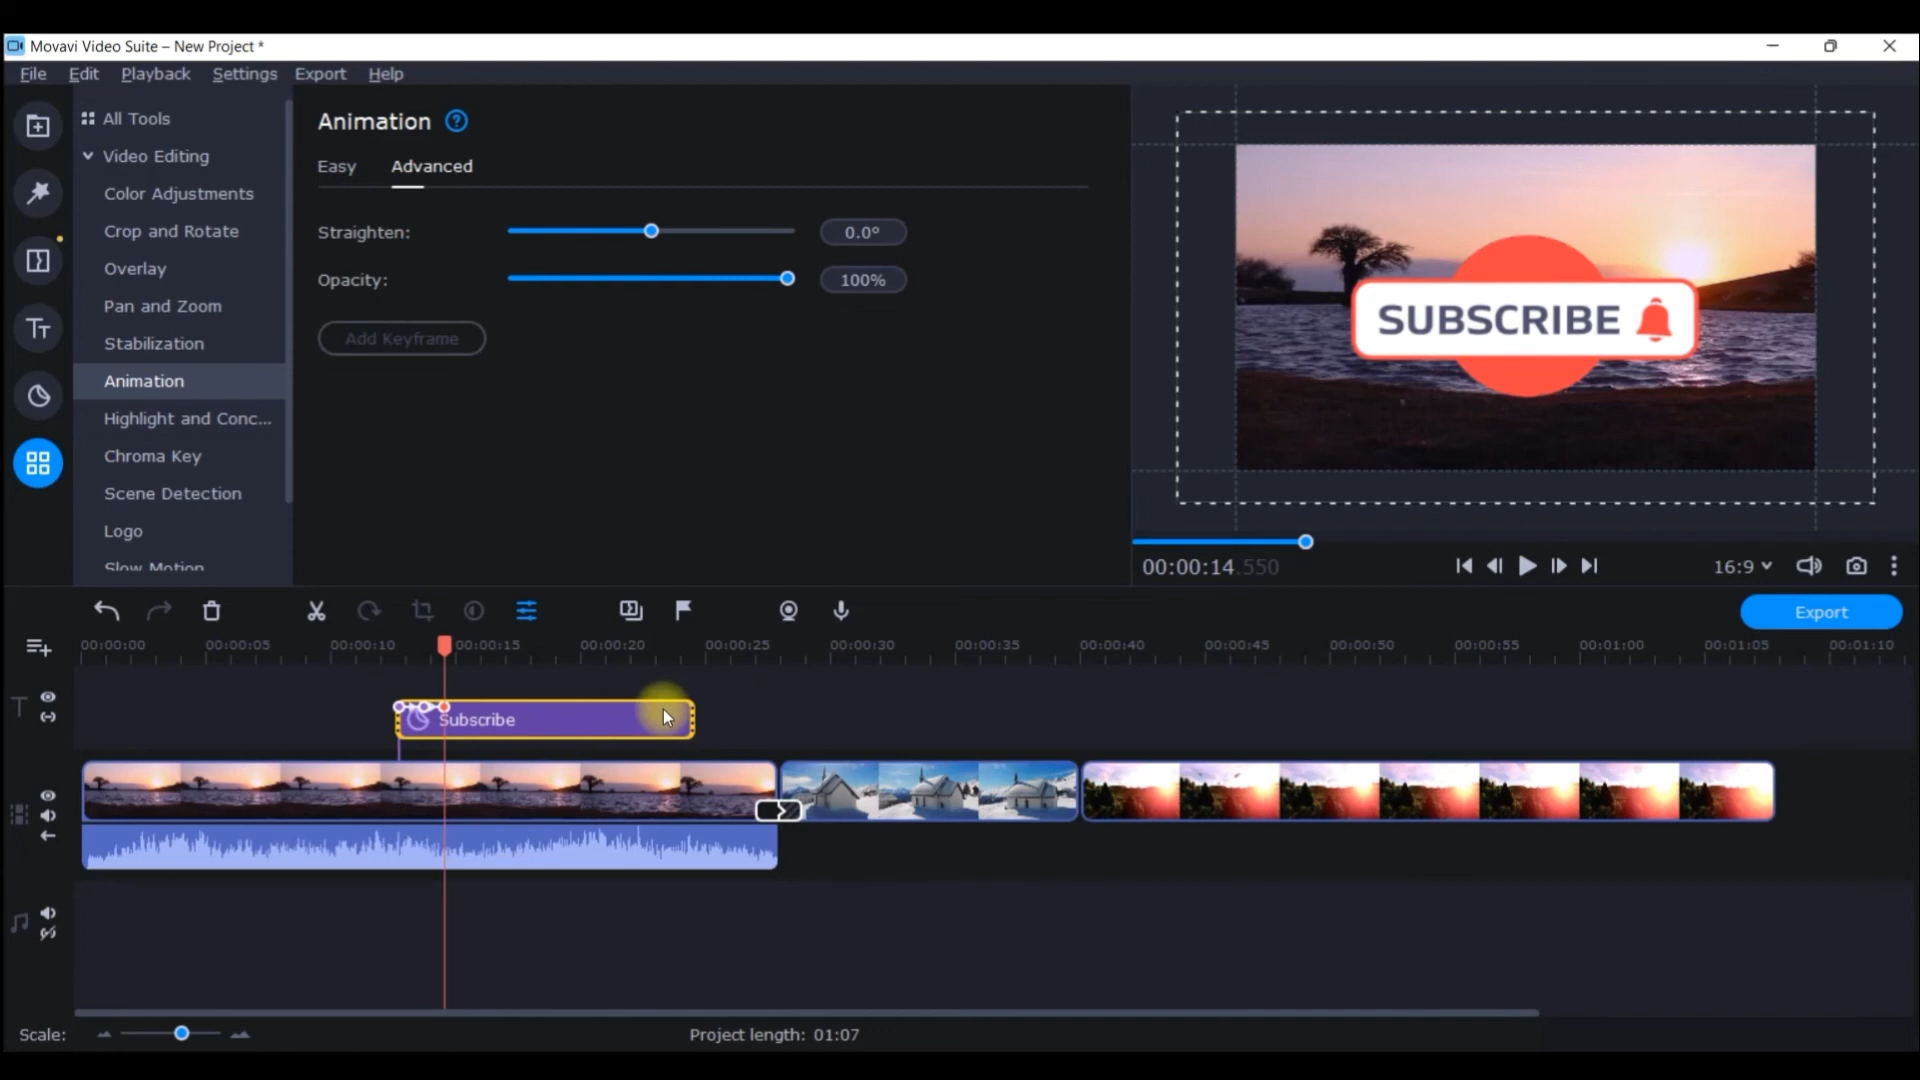 Movavi Video Suite – New Project *
File Edit Playback Settings Export Help
All Tools
Video Editing
Color Adjustments
Crop and Rotate
Overlay
Pan and Zoom
Stabilization
Animation
Highlight and Conc...
Chroma Key
Scene Detection
Logo
Slow Motion
Animation ?
Easy Advanced
Straighten: 0.0°
Opacity: 100%
Add Keyframe
SUBSCRIBE
00:00:14.550
16:9
Export
00:00:00 00:00:05 00:00:10 00:00:15 00:00:20 00:00:25 00:00:30 00:00:35 00:00:40 00:00:45 00:00:50 00:00:55 00:01:00 00:01:05 00:01:10
Subscribe
Scale: Project length: 01:07